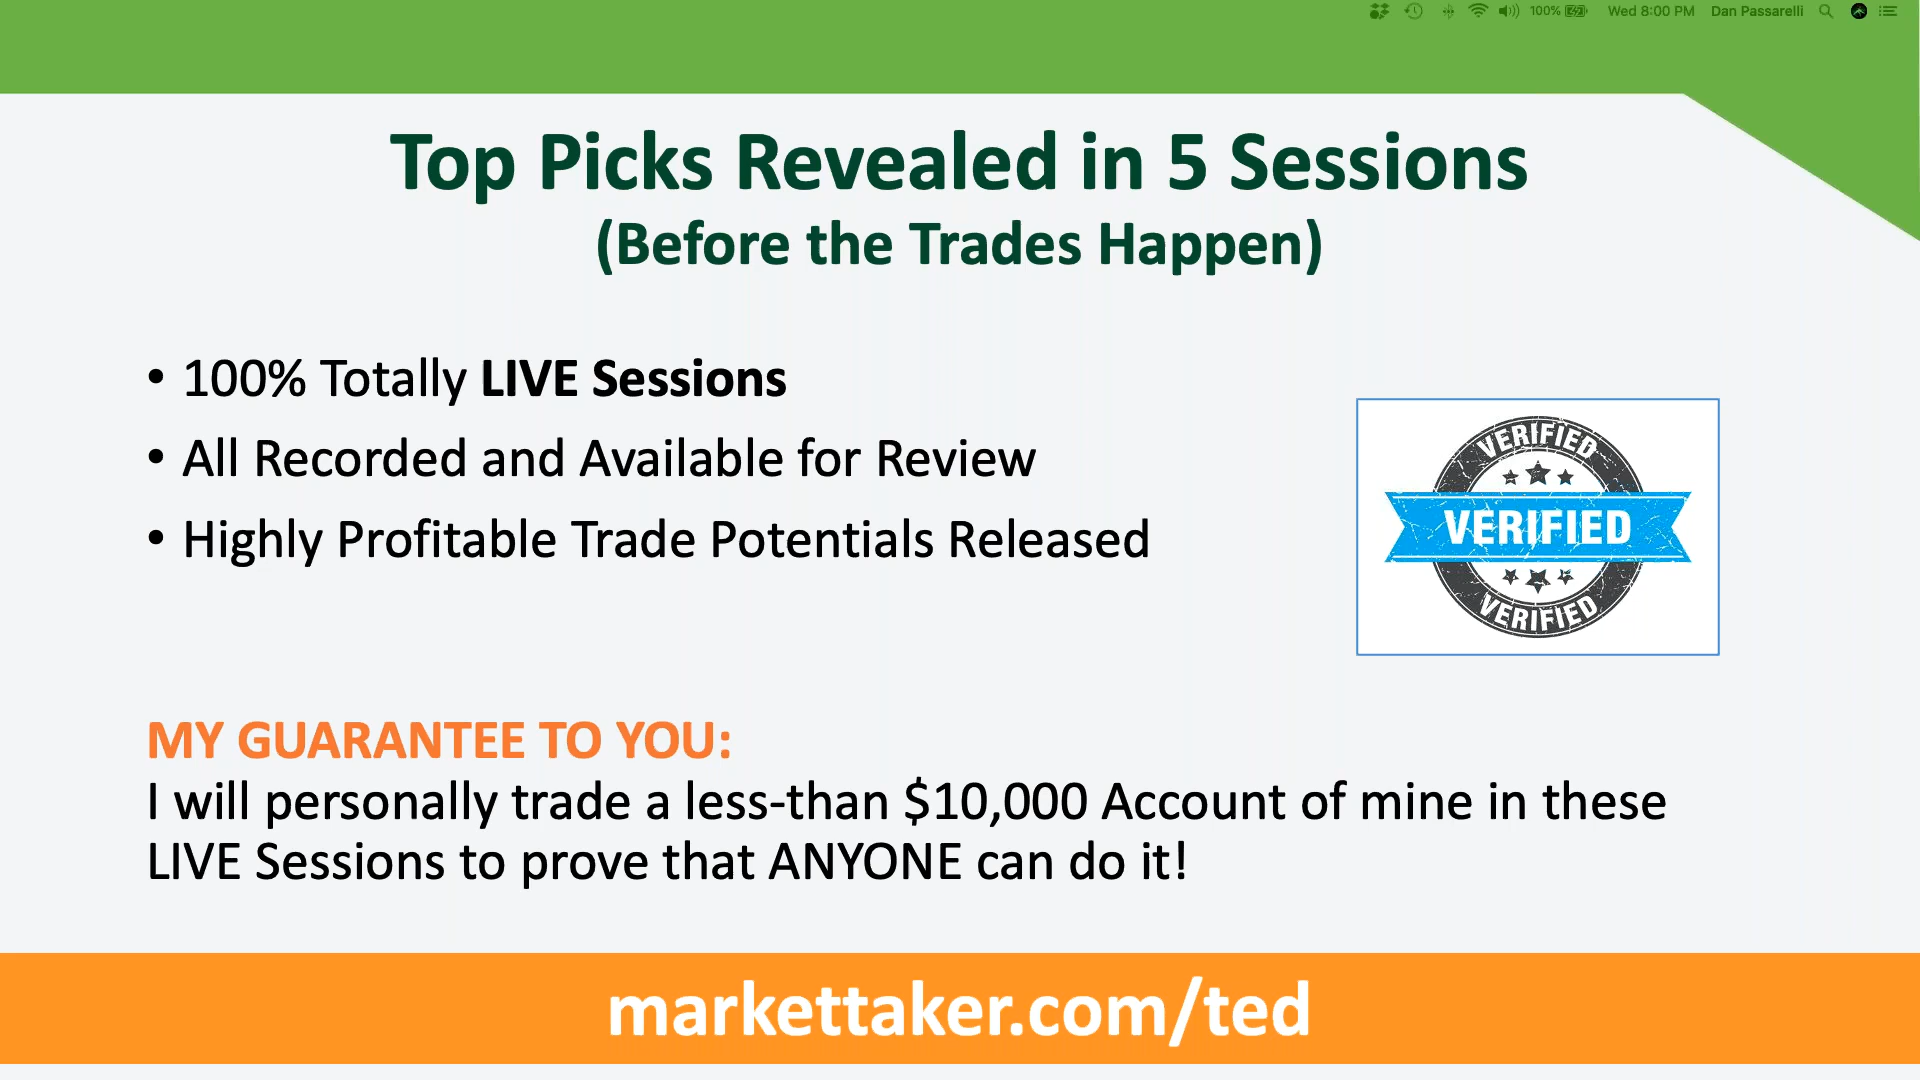 100% Wed 8:00 PM Dan Passarelli
Top Picks Revealed in 5 Sessions
(Before the Trades Happen)
• 100% Totally LIVE Sessions
• All Recorded and Available for Review
• Highly Profitable Trade Potentials Released
VERIFIED
VERIFIED
VERIFIED
MY GUARANTEE TO YOU:
I will personally trade a less-than $10,000 Account of mine in these
LIVE Sessions to prove that ANYONE can do it!
markettaker.com/ted